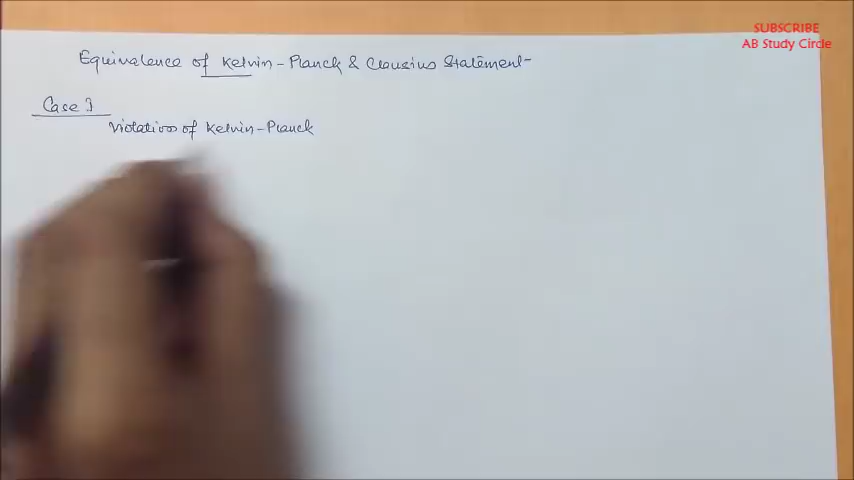 SUBSCRIBE
AB Study Circle
Equivalence of Kelvin-Planck & Clausius Statement-
Case I
Violation of Kelvin-Planck